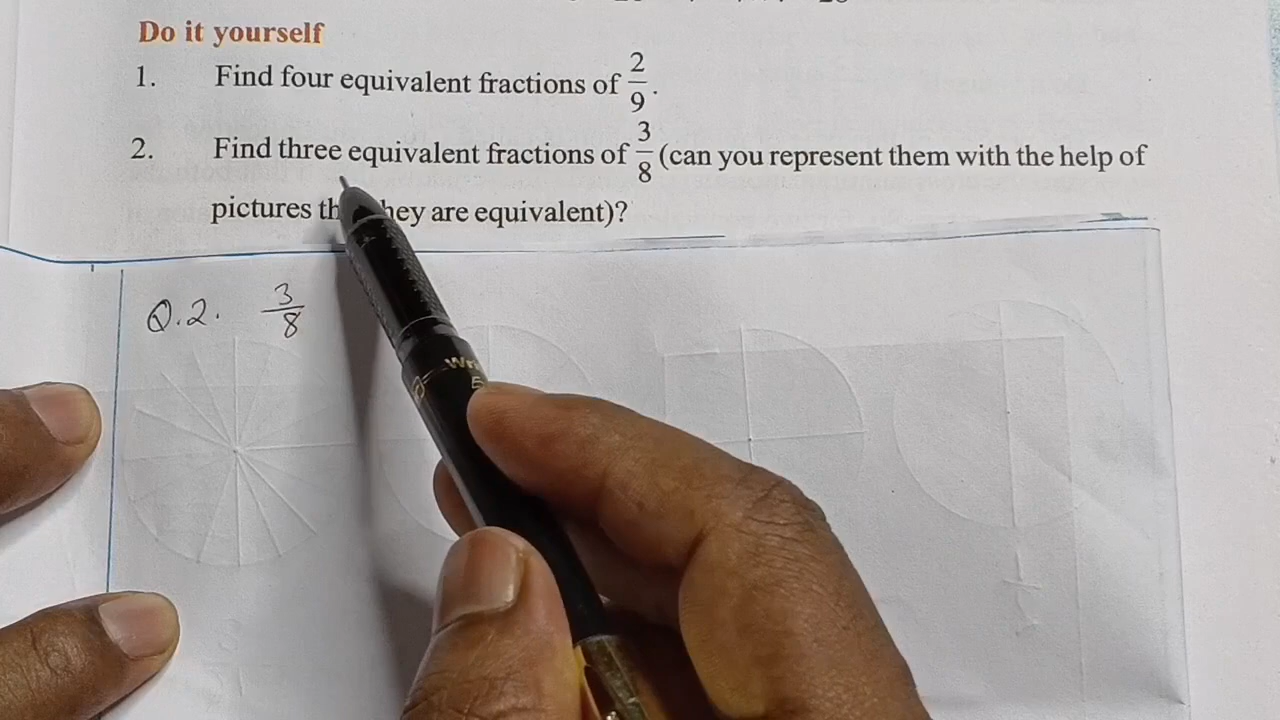 Do it yourself
1. Find four equivalent fractions of 2/9.
2. Find three equivalent fractions of 3/8 (can you represent them with the help of
pictures they are equivalent)?
Q.2. 3/8